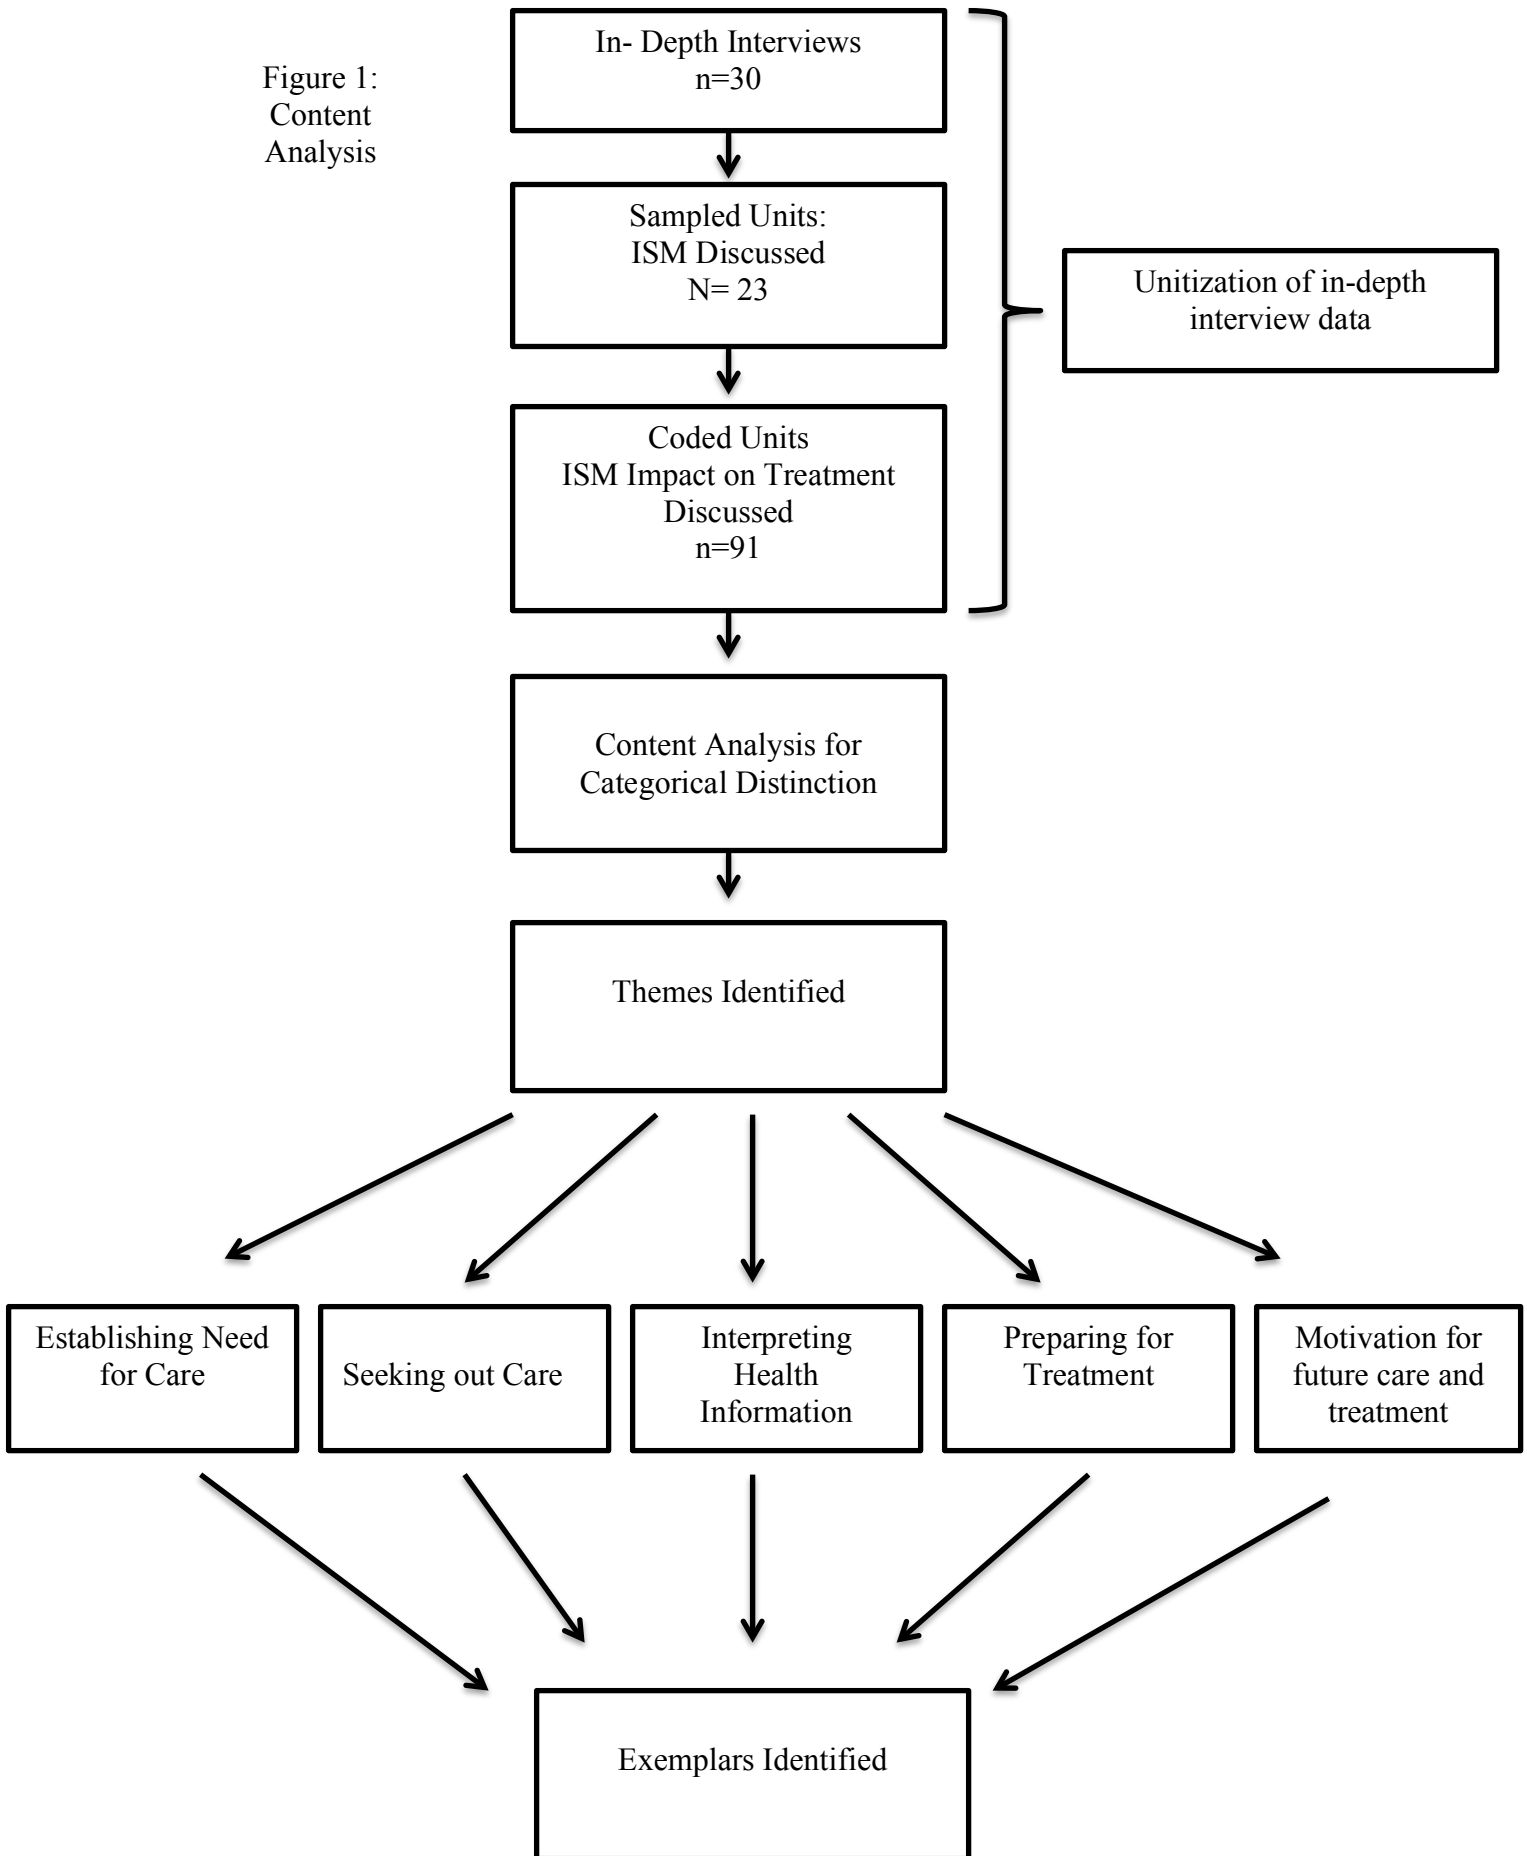 Figure 1:
Content
Analysis
In- Depth Interviews
n=30
Sampled Units:
ISM Discussed
N= 23
Unitization of in-depth
interview data
Coded Units
ISM Impact on Treatment
Discussed
n=91
Content Analysis for
Categorical Distinction
Themes Identified
Establishing Need
for Care
Seeking out Care
Interpreting
Health
Information
Preparing for
Treatment
Motivation for
future care and
treatment
Exemplars Identified